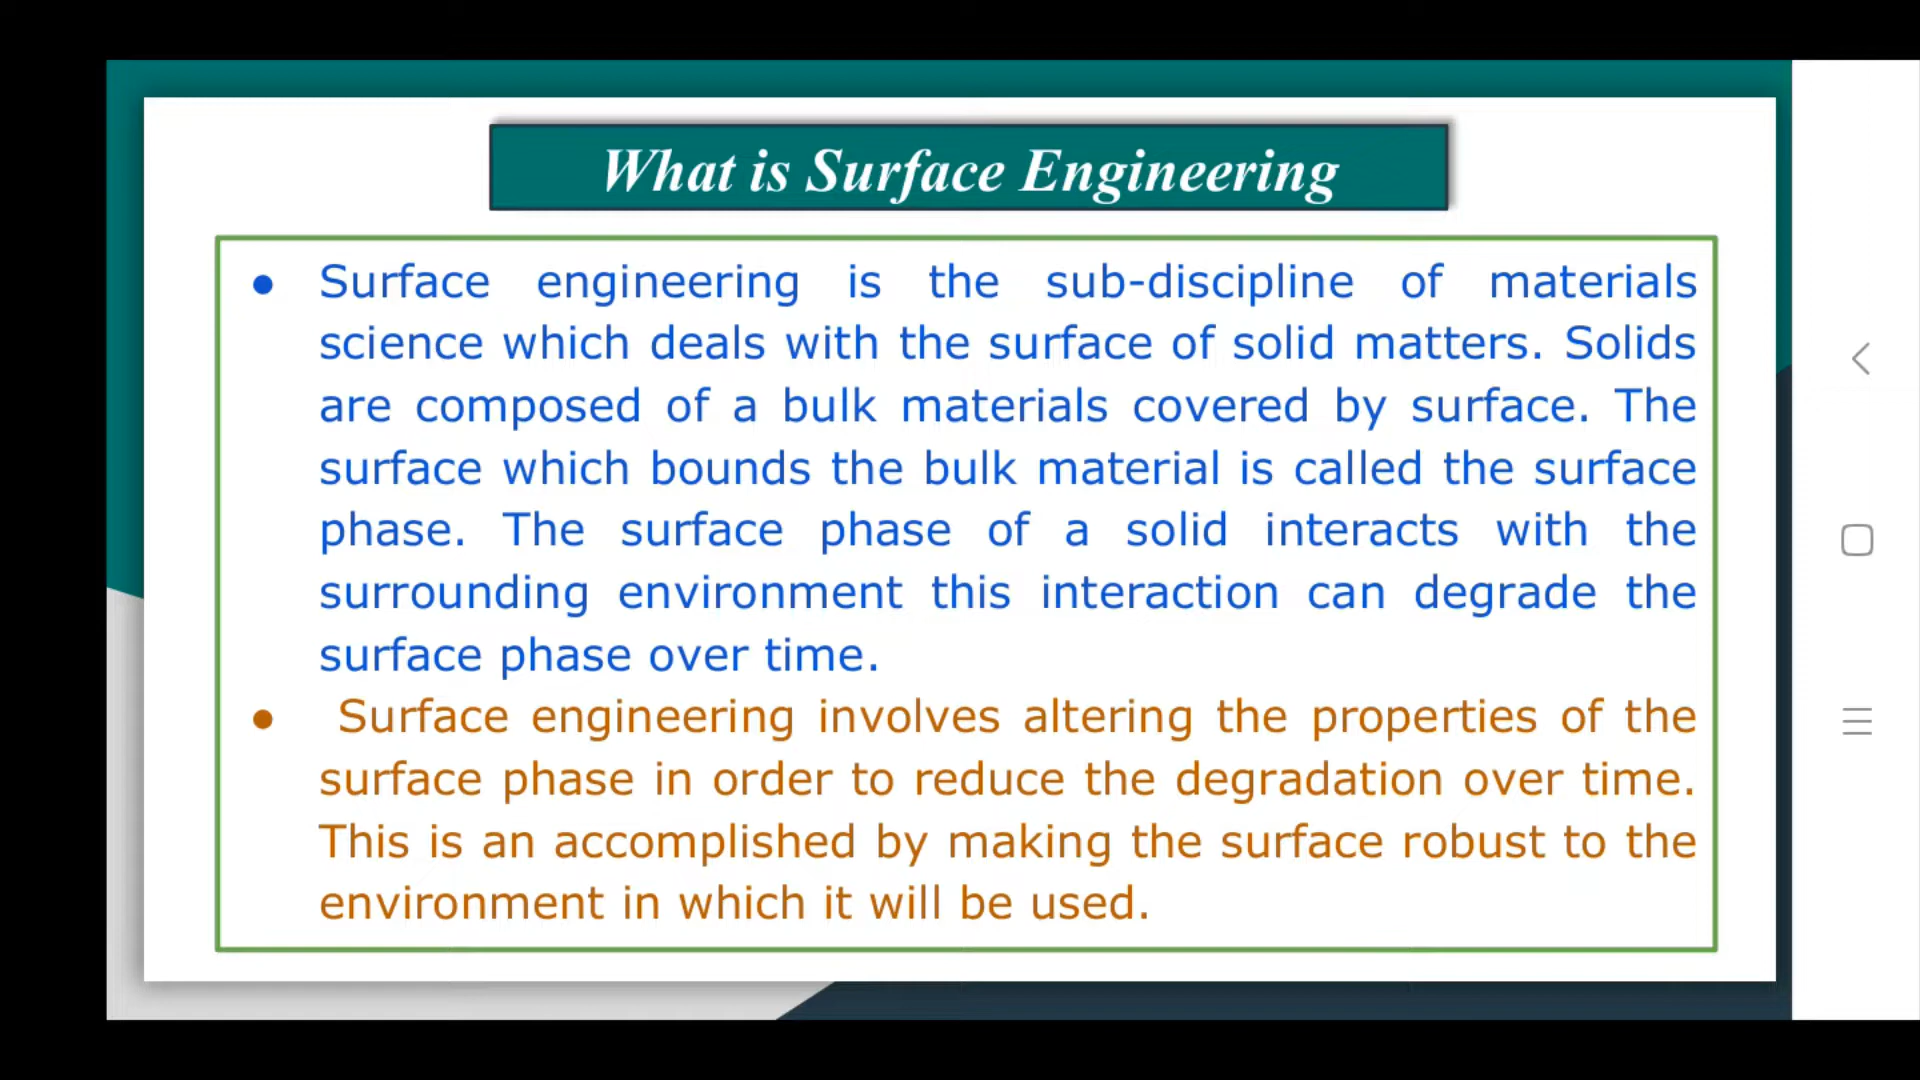 What is Surface Engineering
● Surface engineering is the sub-discipline of materials
science which deals with the surface of solid matters. Solids
are composed of a bulk materials covered by surface. The
surface which bounds the bulk material is called the surface
phase. The surface phase of a solid interacts with the
surrounding environment this interaction can degrade the
surface phase over time.
● Surface engineering involves altering the properties of the
surface phase in order to reduce the degradation over time.
This is an accomplished by making the surface robust to the
environment in which it will be used.